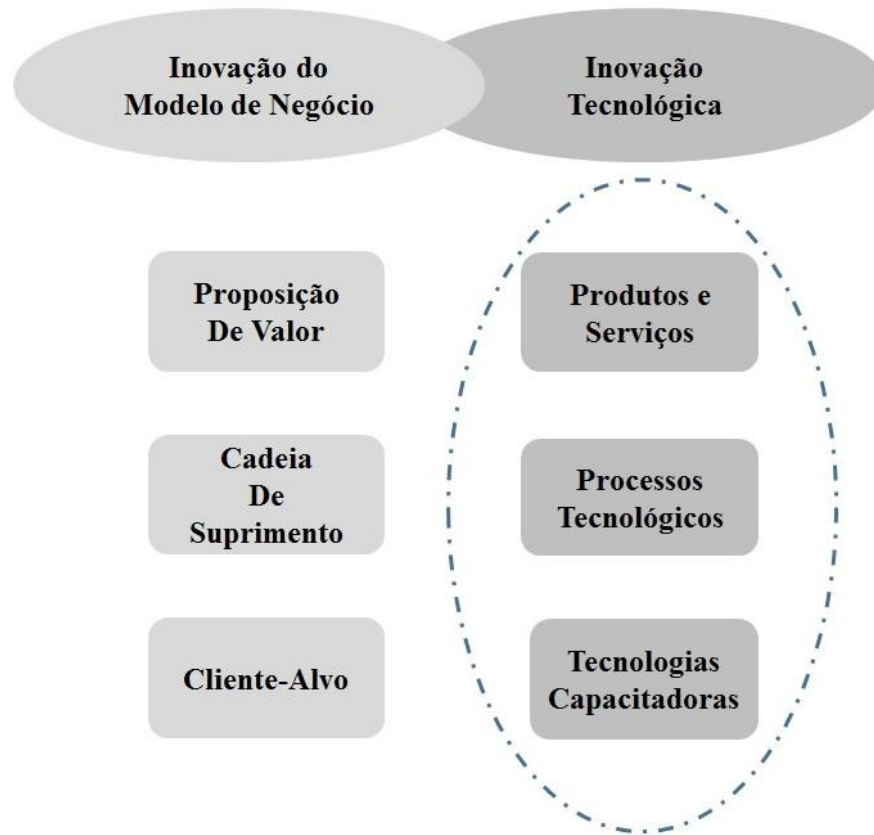 Inovação do
Modelo de Negócio
Inovação
Tecnológica
Proposição
De Valor
Produtos e
Serviços
Cadeia
De
Suprimento
Processos
Tecnológicos
Cliente-Alvo
Tecnologias
Capacitadoras